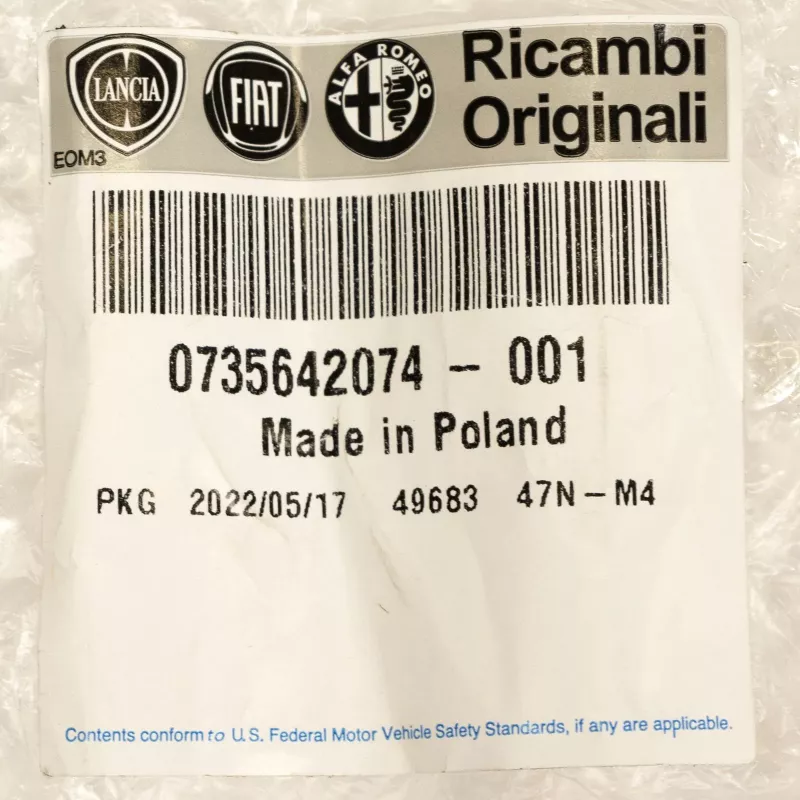 LANCIA
FIAT
ALFA ROMEO
Ricambi
Originali
EOM3
0735642074 - 001
Made in Poland
PKG 2022/05/17 49683 47N-M4
Contents conform to U.S. Federal Motor Vehicle Safety Standards, if any are applicable.